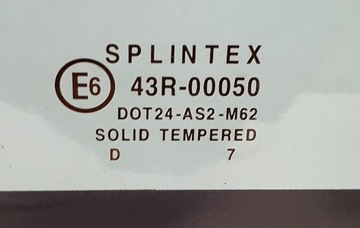 SPLINTEX
E6 43R-00050
DOT24-AS2-M62
SOLID TEMPERED
D 7